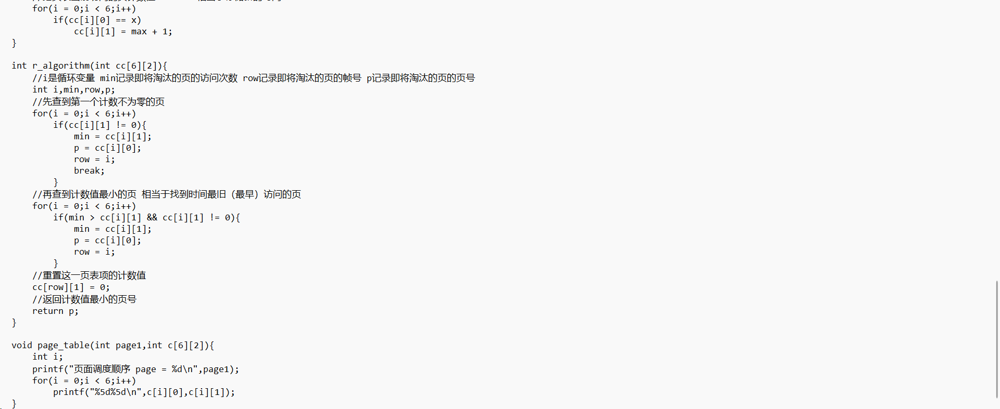 for(i = 0;i < 6;i++)
        if(cc[i][0] == x)
            cc[i][1] = max + 1;
}

int r_algorithm(int cc[6][2]){
    //i是循环变量 min记录即将淘汰的页的访问次数 row记录即将淘汰的页的帧号 p记录即将淘汰的页的页号
    int i,min,row,p;
    //先查到第一个计数不为零的页
    for(i = 0;i < 6;i++)
        if(cc[i][1] != 0){
            min = cc[i][1];
            p = cc[i][0];
            row = i;
            break;
        }
    //再查到计数值最小的页 相当于找到时间最旧（最早）访问的页
    for(i = 0;i < 6;i++)
        if(min > cc[i][1] && cc[i][1] != 0){
            min = cc[i][1];
            p = cc[i][0];
            row = i;
        }
    //重置这一页表项的计数值
    cc[row][1] = 0;
    //返回计数值最小的页号
    return p;
}

void page_table(int page1,int c[6][2]){
    int i;
    printf("页面调度顺序 page = %d\n",page1);
    for(i = 0;i < 6;i++)
        printf("%5d%5d\n",c[i][0],c[i][1]);
}